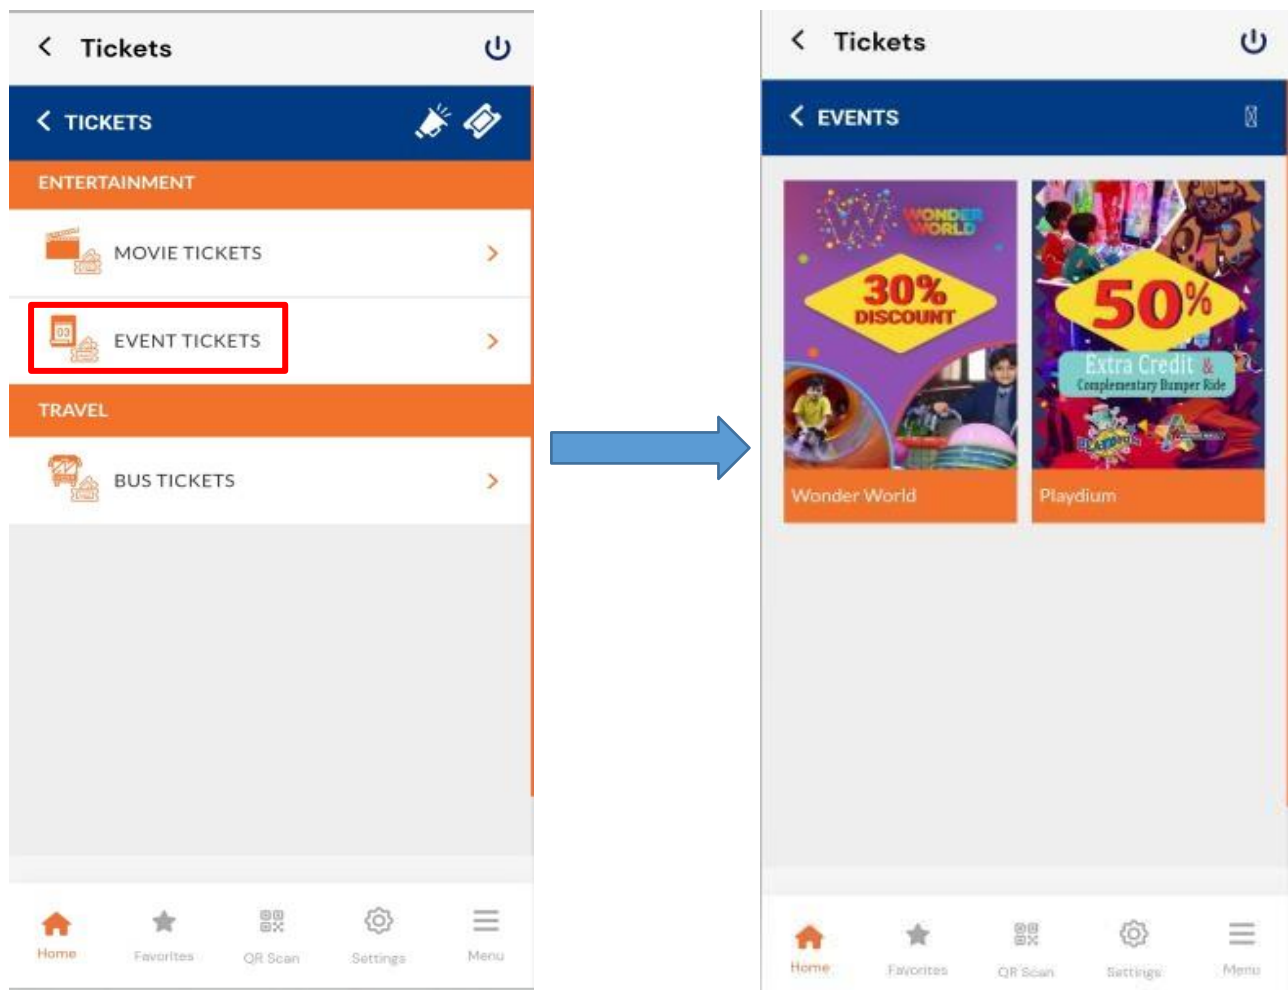 Tickets
TICKETS
ENTERTAINMENT
MOVIE TICKETS
03
EVENT TICKETS
TRAVEL
BUS TICKETS
Home
Favorites
QR Scan
Settings
Menu
Tickets
EVENTS
WONDER
WORLD
30%
DISCOUNT
Wonder World
50%
Extra Credit &
Complementary Bumper Ride
Playdium
Home
Favorites
QR Scan
Settings
Menu